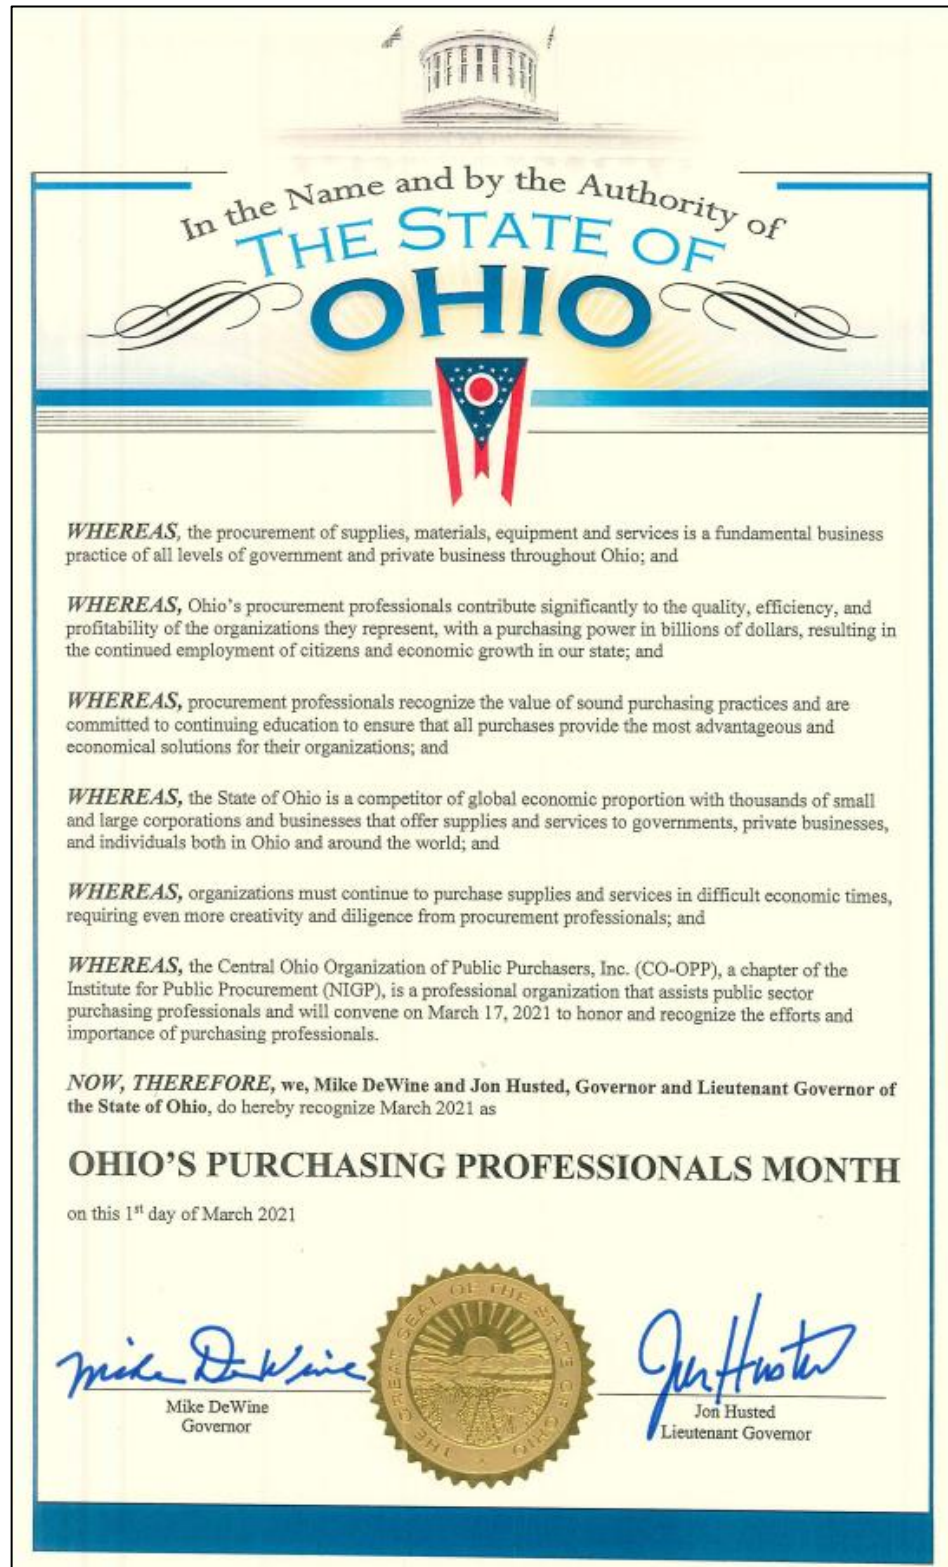 In the Name and by the Authority of
THE STATE OF
OHIO
WHEREAS, the procurement of supplies, materials, equipment and services is a fundamental business
practice of all levels of government and private business throughout Ohio; and
WHEREAS, Ohio’s procurement professionals contribute significantly to the quality, efficiency, and
profitability of the organizations they represent, with a purchasing power in billions of dollars, resulting in
the continued employment of citizens and economic growth in our state; and
WHEREAS, procurement professionals recognize the value of sound purchasing practices and are
committed to continuing education to ensure that all purchases provide the most advantageous and
economical solutions for their organizations; and
WHEREAS, the State of Ohio is a competitor of global economic proportion with thousands of small
and large corporations and businesses that offer supplies and services to governments, private businesses,
and individuals both in Ohio and around the world; and
WHEREAS, organizations must continue to purchase supplies and services in difficult economic times,
requiring even more creativity and diligence from procurement professionals; and
WHEREAS, the Central Ohio Organization of Public Purchasers, Inc. (CO-OPP), a chapter of the
Institute for Public Procurement (NIGP), is a professional organization that assists public sector
purchasing professionals and will convene on March 17, 2021 to honor and recognize the efforts and
importance of purchasing professionals.
NOW, THEREFORE, we, Mike DeWine and Jon Husted, Governor and Lieutenant Governor of
the State of Ohio, do hereby recognize March 2021 as
OHIO’S PURCHASING PROFESSIONALS MONTH
on this 1st day of March 2021
THE GREAT SEAL OF THE STATE OF OHIO
Mike DeWine
Mike DeWine
Governor
Jon Husted
Jon Husted
Lieutenant Governor